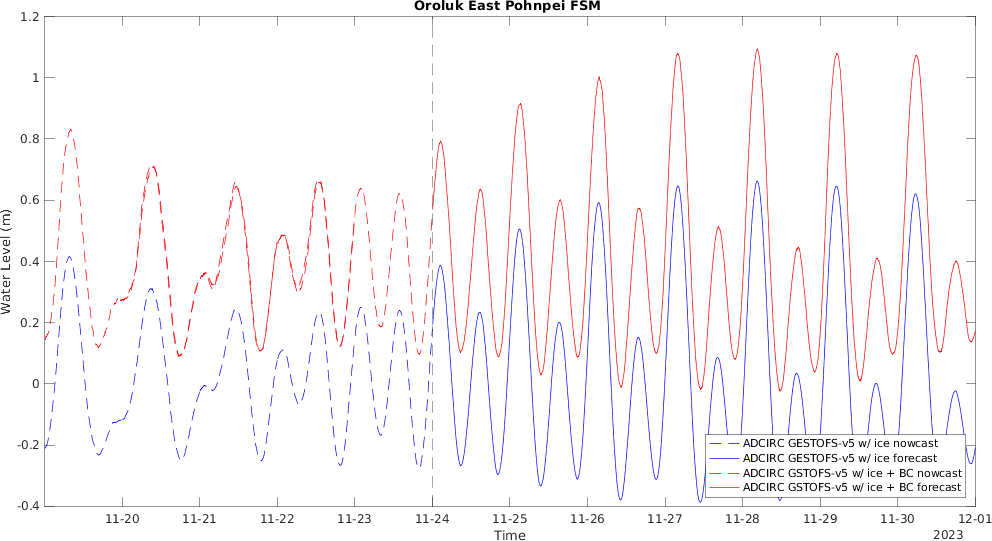 Oroluk East Pohnpei FSM
1.2
1
0.8
0.6
0.4
0.2
0
-0.2
-0.4
Water Level (m)
ADCIRC GESTOFS-v5 w/ ice nowcast
ADCIRC GESTOFS-v5 w/ ice forecast
ADCIRC GSTOFS-v5 w/ ice + BC nowcast
ADCIRC GSTOFS-v5 w/ ice + BC forecast
11-20 11-21 11-22 11-23 11-24 11-25 11-26 11-27 11-28 11-29 11-30 12-01
Time
2023